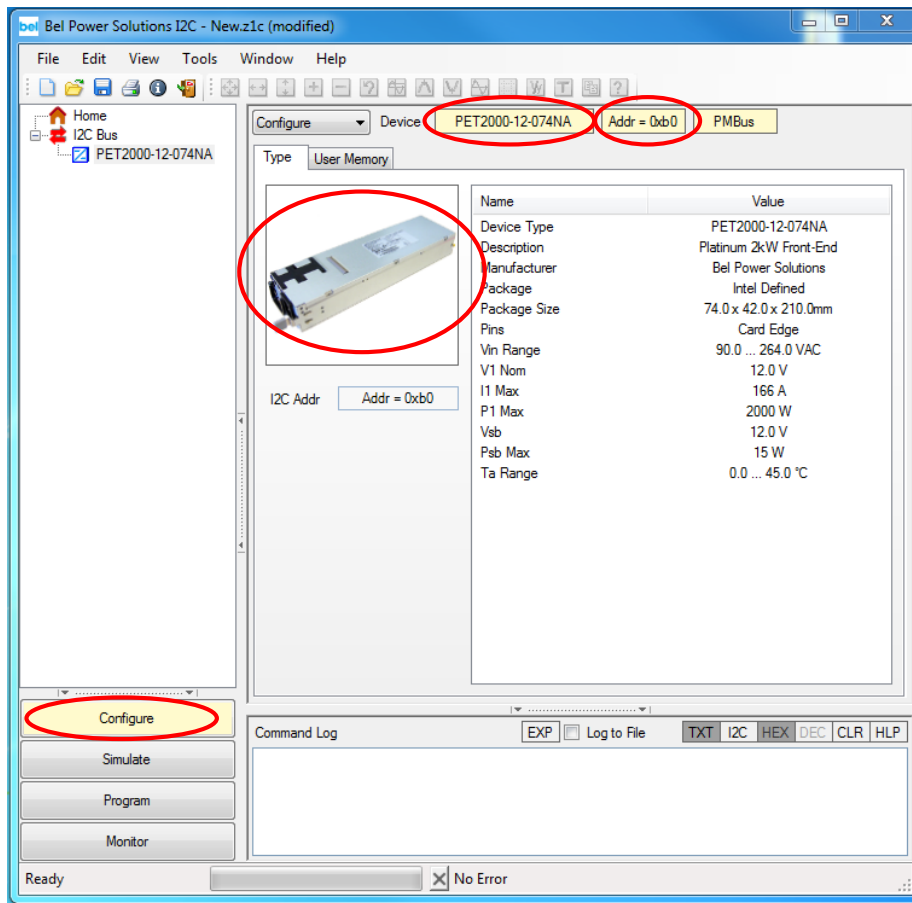 bel Bel Power Solutions I2C - New.z1c (modified)
File Edit View Tools Window Help
Home
I2C Bus
PET2000-12-074NA
Configure Device PET2000-12-074NA Addr = 0xb0 PMBus
Type User Memory
I2C Addr Addr = 0xb0
Name Value
Device Type PET2000-12-074NA
Description Platinum 2kW Front-End
Manufacturer Bel Power Solutions
Package Intel Defined
Package Size 74.0 x 42.0 x 210.0mm
Pins Card Edge
Vin Range 90.0 ... 264.0 VAC
V1 Nom 12.0 V
I1 Max 166 A
P1 Max 2000 W
Vsb 12.0 V
Psb Max 15 W
Ta Range 0.0 ... 45.0 °C
Configure
Simulate
Program
Monitor
Command Log EXP Log to File TXT I2C HEX DEC CLR HLP
Ready No Error